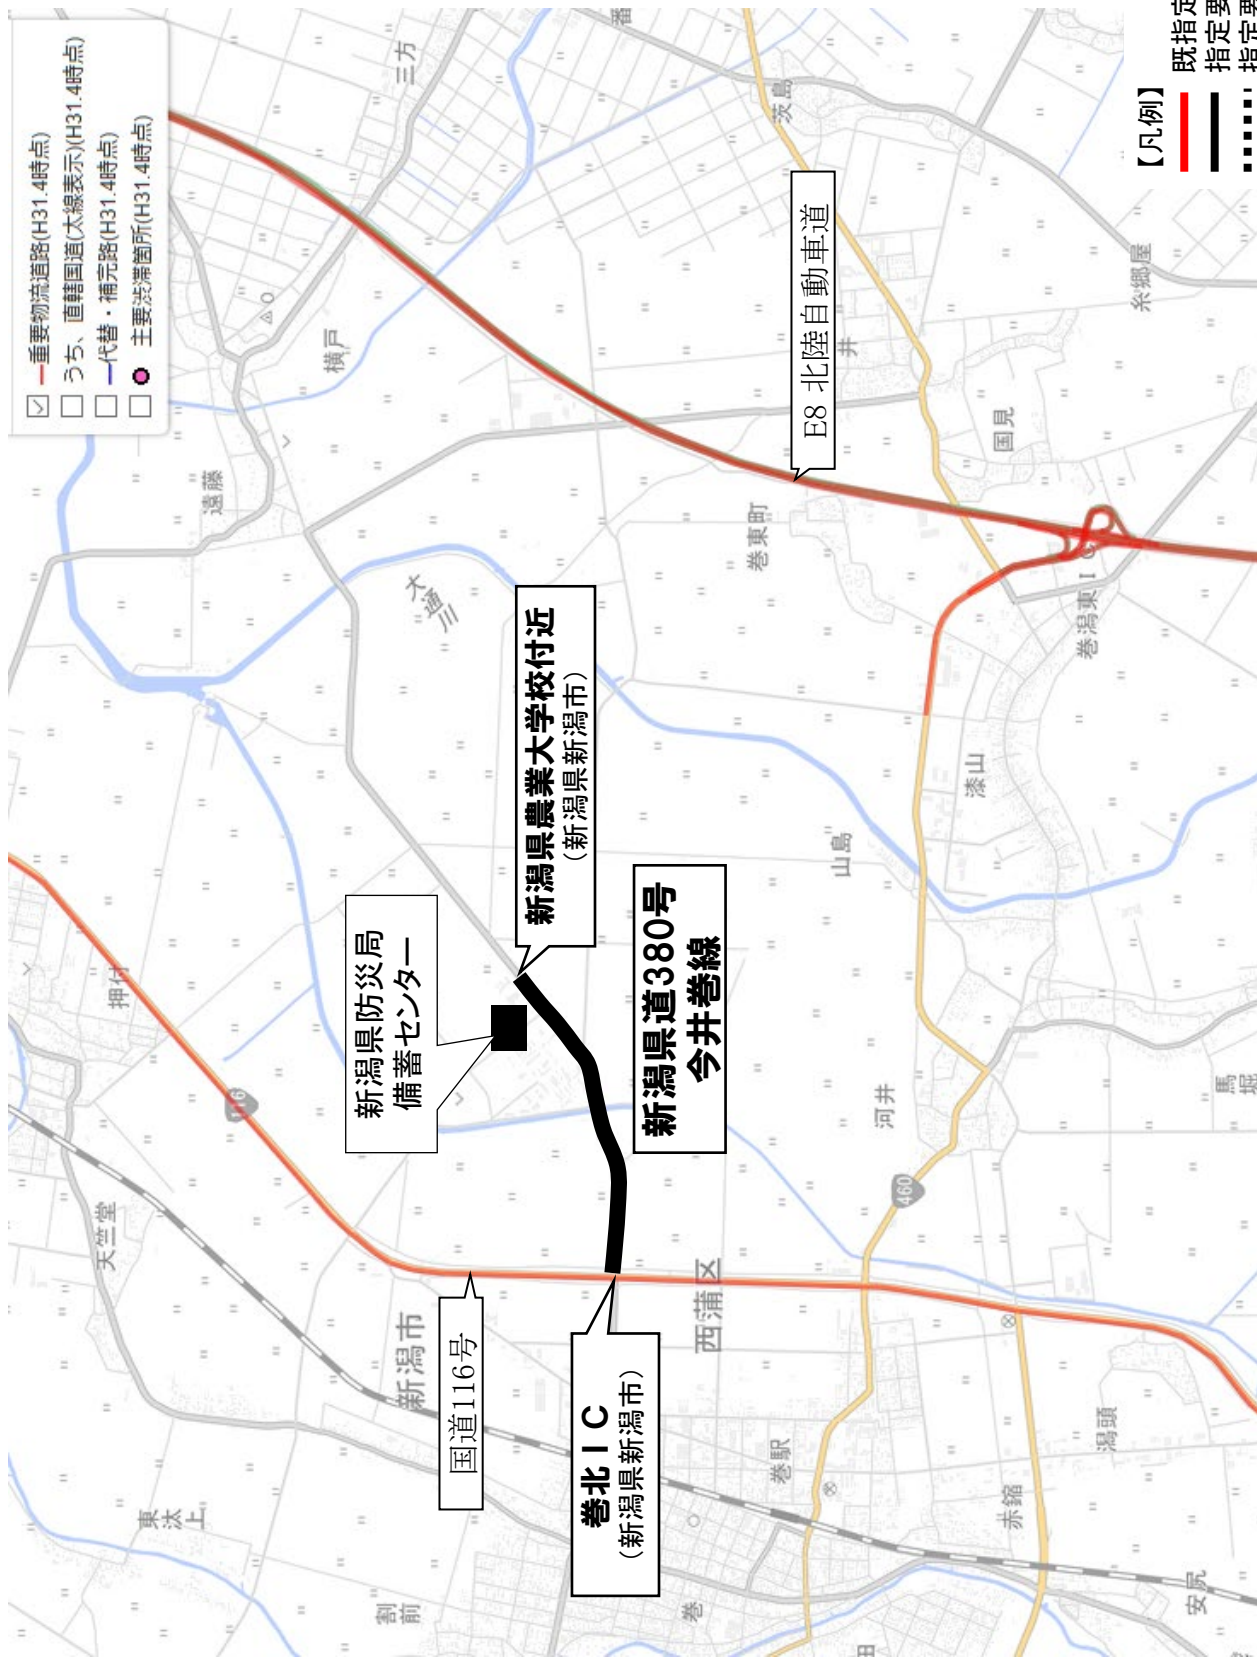 重要物流道路(H31.4時点)
うち、直轄国道(太線表示)(H31.4時点)
代替・補完路(H31.4時点)
主要渋滞箇所(H31.4時点)
三方
番
茨島
横戸
遠藤
大通川
押付
116
天竺堂
新潟市
東汰上
割前
新潟県防災局
備蓄センター
新潟県農業大学校付近
(新潟県新潟市)
新潟県道380号
今井巻線
国道116号
巻北IC
(新潟県新潟市)
西蒲区
E8 北陸自動車道
井
国見
糸郷屋
巻東町
巻潟東IC
漆山
山島
河井
460
馬堀
巻駅
潟頭
赤鏥
安尻
巻
田
【凡例】
既指定
指定要
指定要